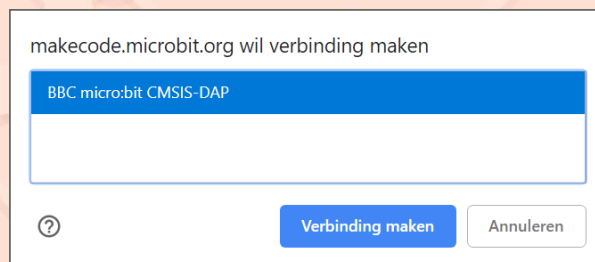 makecode.microbit.org wil verbinding maken
BBC micro:bit CMSIS-DAP
Verbinding maken
Annuleren